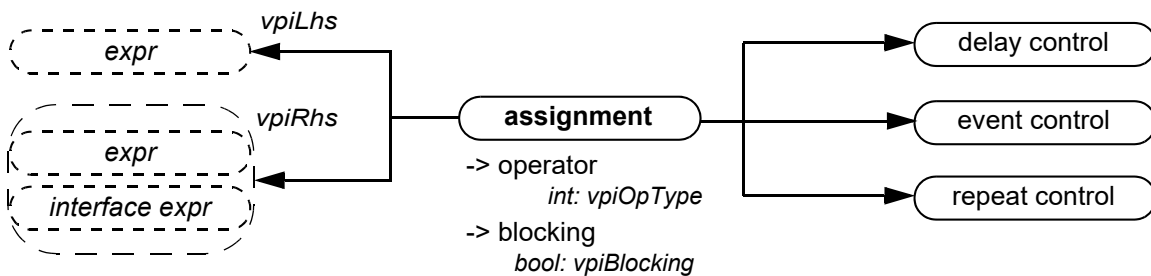 vpiLhs
expr
vpiRhs
expr
interface expr
assignment
-> operator
int: vpiOpType
-> blocking
bool: vpiBlocking
delay control
event control
repeat control